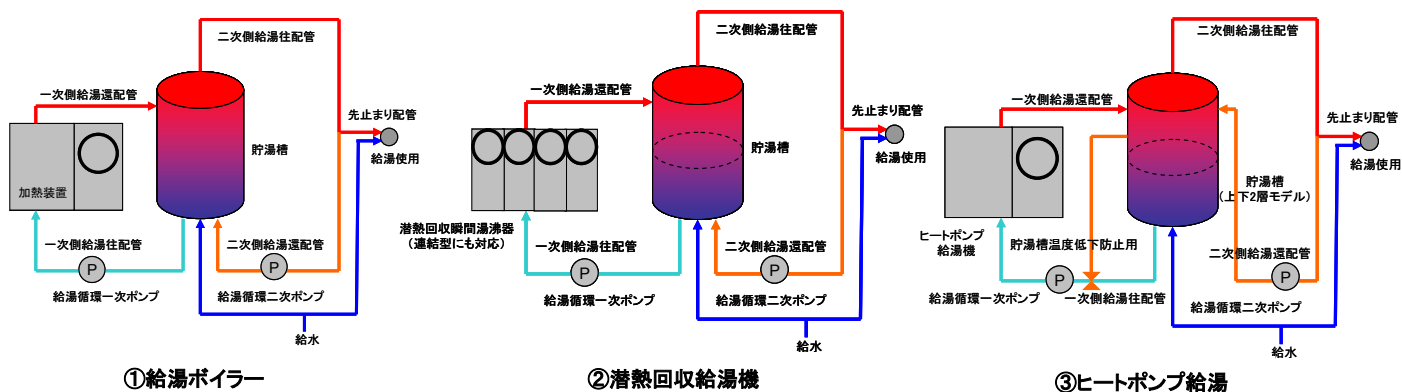 二次側給湯往配管
一次側給湯還配管
先止まり配管
給湯使用
貯湯槽
加熱装置
一次側給湯往配管
二次側給湯還配管
P
P
給湯循環一次ポンプ
給湯循環二次ポンプ
給水
①給湯ボイラー
二次側給湯往配管
一次側給湯還配管
先止まり配管
給湯使用
貯湯槽
潜熱回収瞬間湯沸器
（連結型にも対応）
一次側給湯往配管
二次側給湯還配管
P
P
給湯循環一次ポンプ
給湯循環二次ポンプ
給水
②潜熱回収給湯機
二次側給湯往配管
一次側給湯還配管
先止まり配管
給湯使用
貯湯槽
（上下2層モデル）
ヒートポンプ
給湯機
貯湯槽温度低下防止用
二次側給湯還配管
P
P
給湯循環一次ポンプ
一次側給湯往配管
給湯循環二次ポンプ
給水
③ヒートポンプ給湯